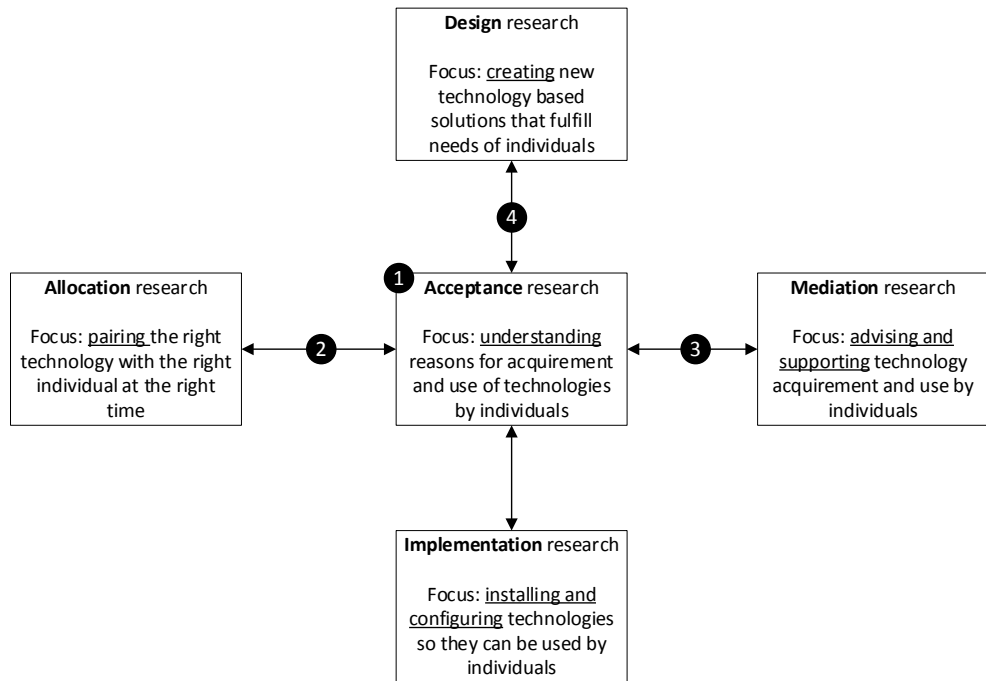 Design research
Focus: creating new
technology based
solutions that fulfill
needs of individuals
4
1
Allocation research
Focus: pairing the right
technology with the right
individual at the right
time
2
Acceptance research
Focus: understanding
reasons for acquirement
and use of technologies
by individuals
3
Mediation research
Focus: advising and
supporting technology
acquirement and use by
individuals
Implementation research
Focus: installing and
configuring technologies
so they can be used by
individuals